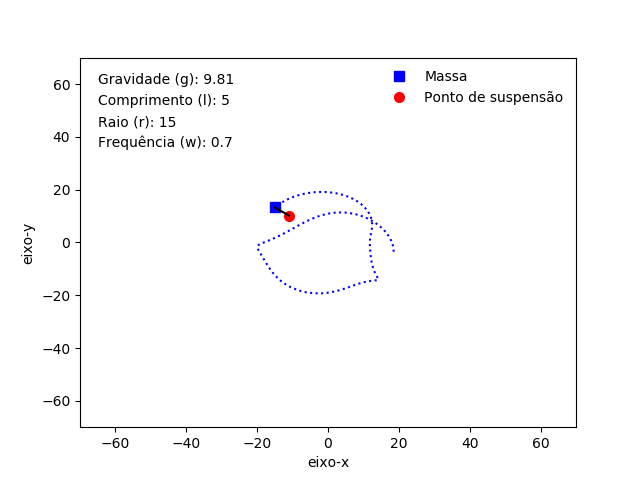 Gravidade (g): 9.81
Comprimento (l): 5
Raio (r): 15
Frequência (w): 0.7
Massa
Ponto de suspensão
60
40
20
0
−20
−40
−60
eixo-y
−60
−40
−20
0
20
40
60
eixo-x